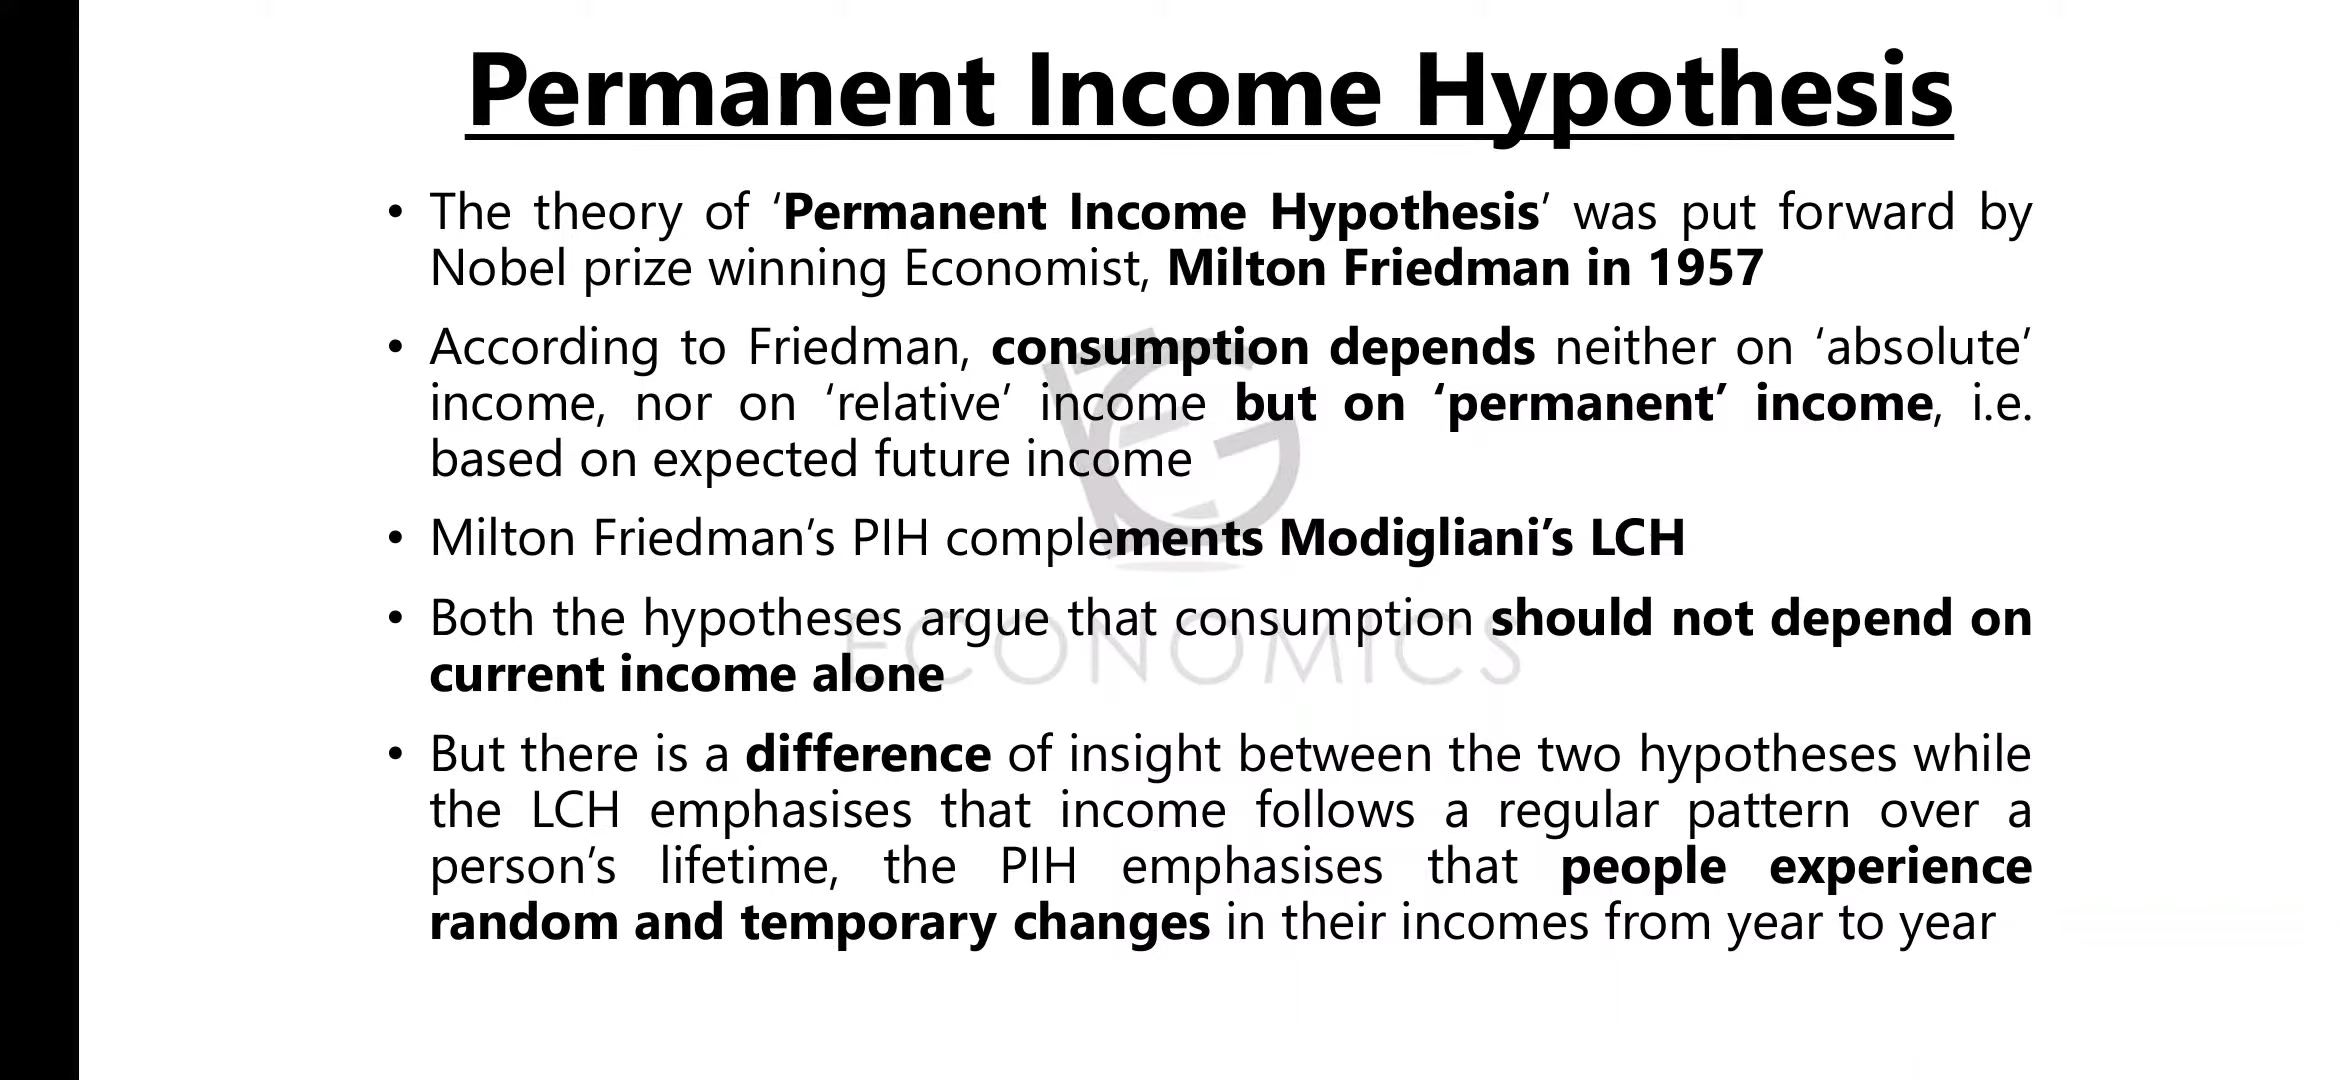 Permanent Income Hypothesis
• The theory of ‘Permanent Income Hypothesis’ was put forward by
Nobel prize winning Economist, Milton Friedman in 1957
• According to Friedman, consumption depends neither on ‘absolute’
income, nor on ‘relative’ income but on ‘permanent’ income, i.e.
based on expected future income
• Milton Friedman’s PIH complements Modigliani’s LCH
• Both the hypotheses argue that consumption should not depend on
current income alone
ECONOMICS
• But there is a difference of insight between the two hypotheses while
the LCH emphasises that income follows a regular pattern over a
person’s lifetime, the PIH emphasises that people experience
random and temporary changes in their incomes from year to year